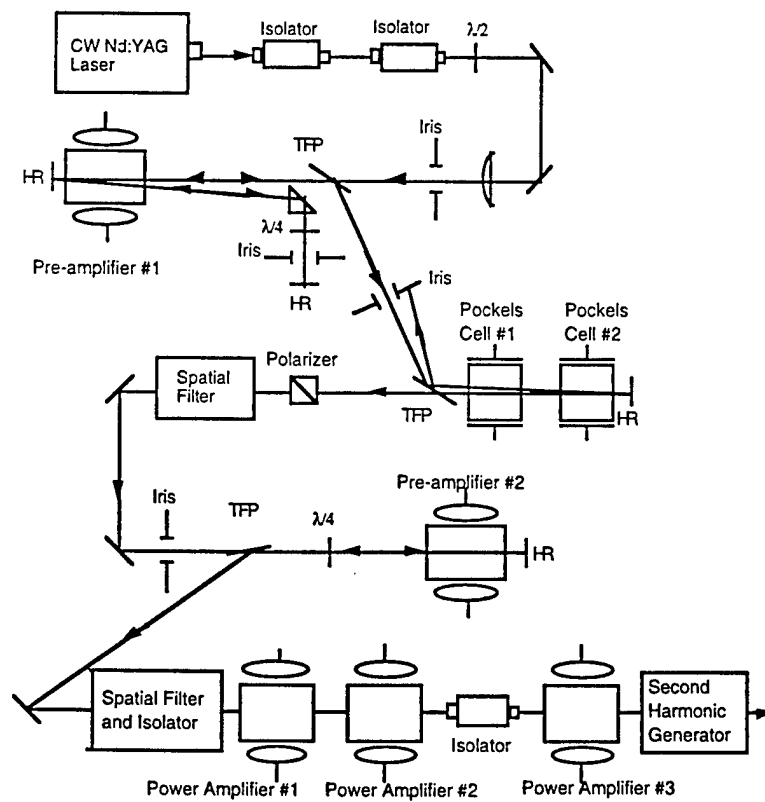 CW Nd:YAG
Laser
Isolator
Isolator
λ/2
Iris
TFP
HR
λ/4
Iris
HR
Pre-amplifier #1
Iris
Pockels
Cell #1
Pockels
Cell #2
Polarizer
Spatial
Filter
TFP
HR
Pre-amplifier #2
Iris
TFP
λ/4
HR
Spatial Filter
and Isolator
Isolator
Second
Harmonic
Generator
Power Amplifier #1
Power Amplifier #2
Power Amplifier #3